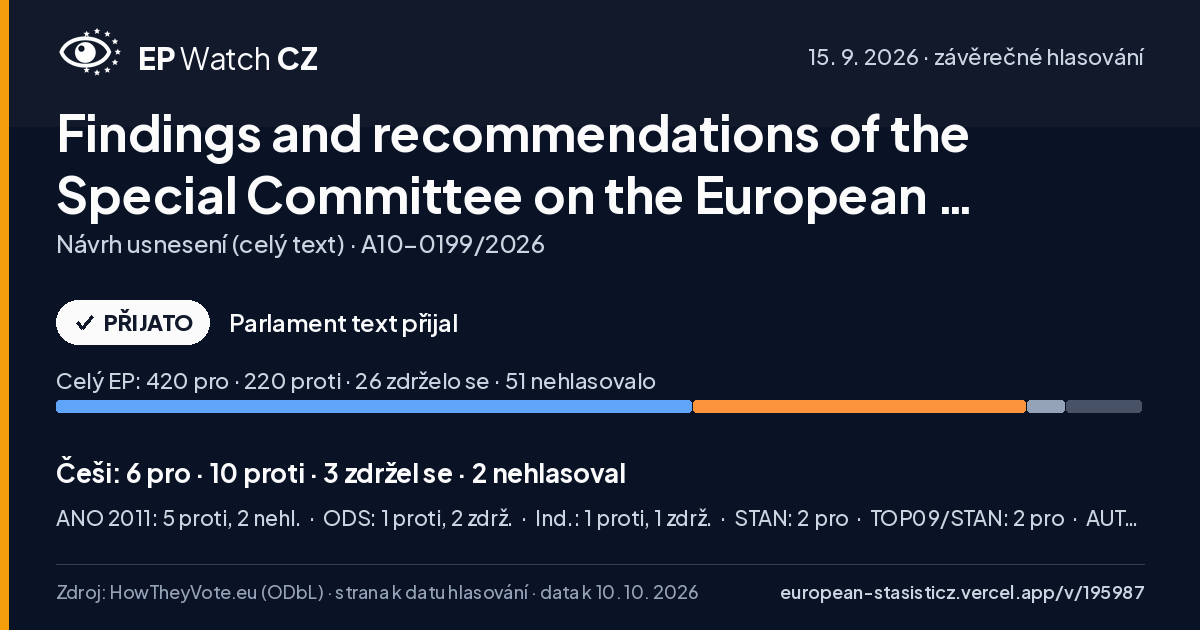 EP Watch CZ
15. 9. 2026 · závěrečné hlasování
Findings and recommendations of the
Special Committee on the European …
Návrh usnesení (celý text) · A10-0199/2026
✓ PŘIJATO
Parlament text přijal
Celý EP: 420 pro · 220 proti · 26 zdrželo se · 51 nehlasovalo
Češi: 6 pro · 10 proti · 3 zdržel se · 2 nehlasoval
ANO 2011: 5 proti, 2 nehl. · ODS: 1 proti, 2 zdrž. · Ind.: 1 proti, 1 zdrž. · STAN: 2 pro · TOP09/STAN: 2 pro · AUT…
Zdroj: HowTheyVote.eu (ODbL) · strana k datu hlasování · data k 10. 10. 2026
european-stasisticz.vercel.app/v/195987